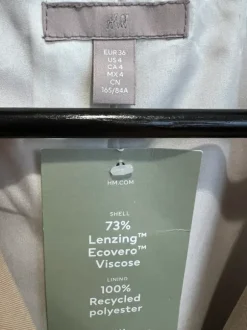 H&M
EUR 36
US 4
CA 4
MX 4
CN
165/84A
HM.COM
SHELL
73%
Lenzing™
Ecovero™
Viscose
LINING
100%
Recycled
polyester